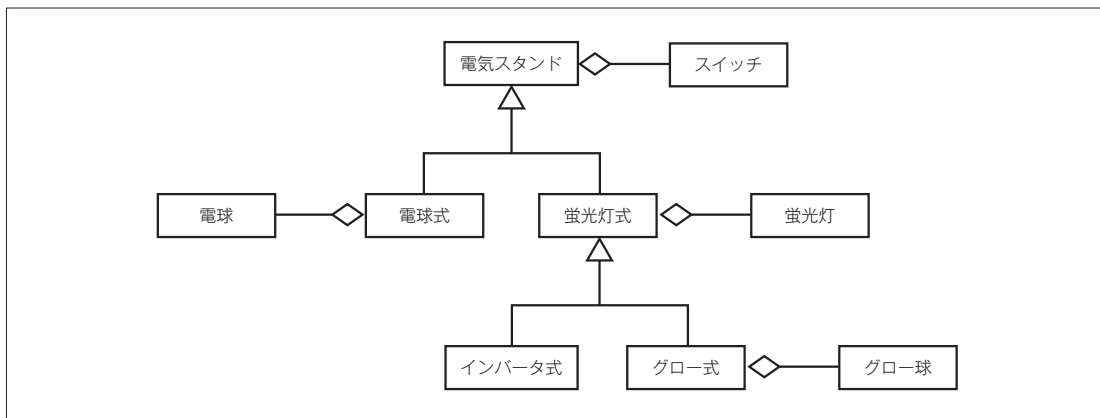 電気スタンド
スイッチ
電球
電球式
蛍光灯式
蛍光灯
インバータ式
グロー式
グロー球